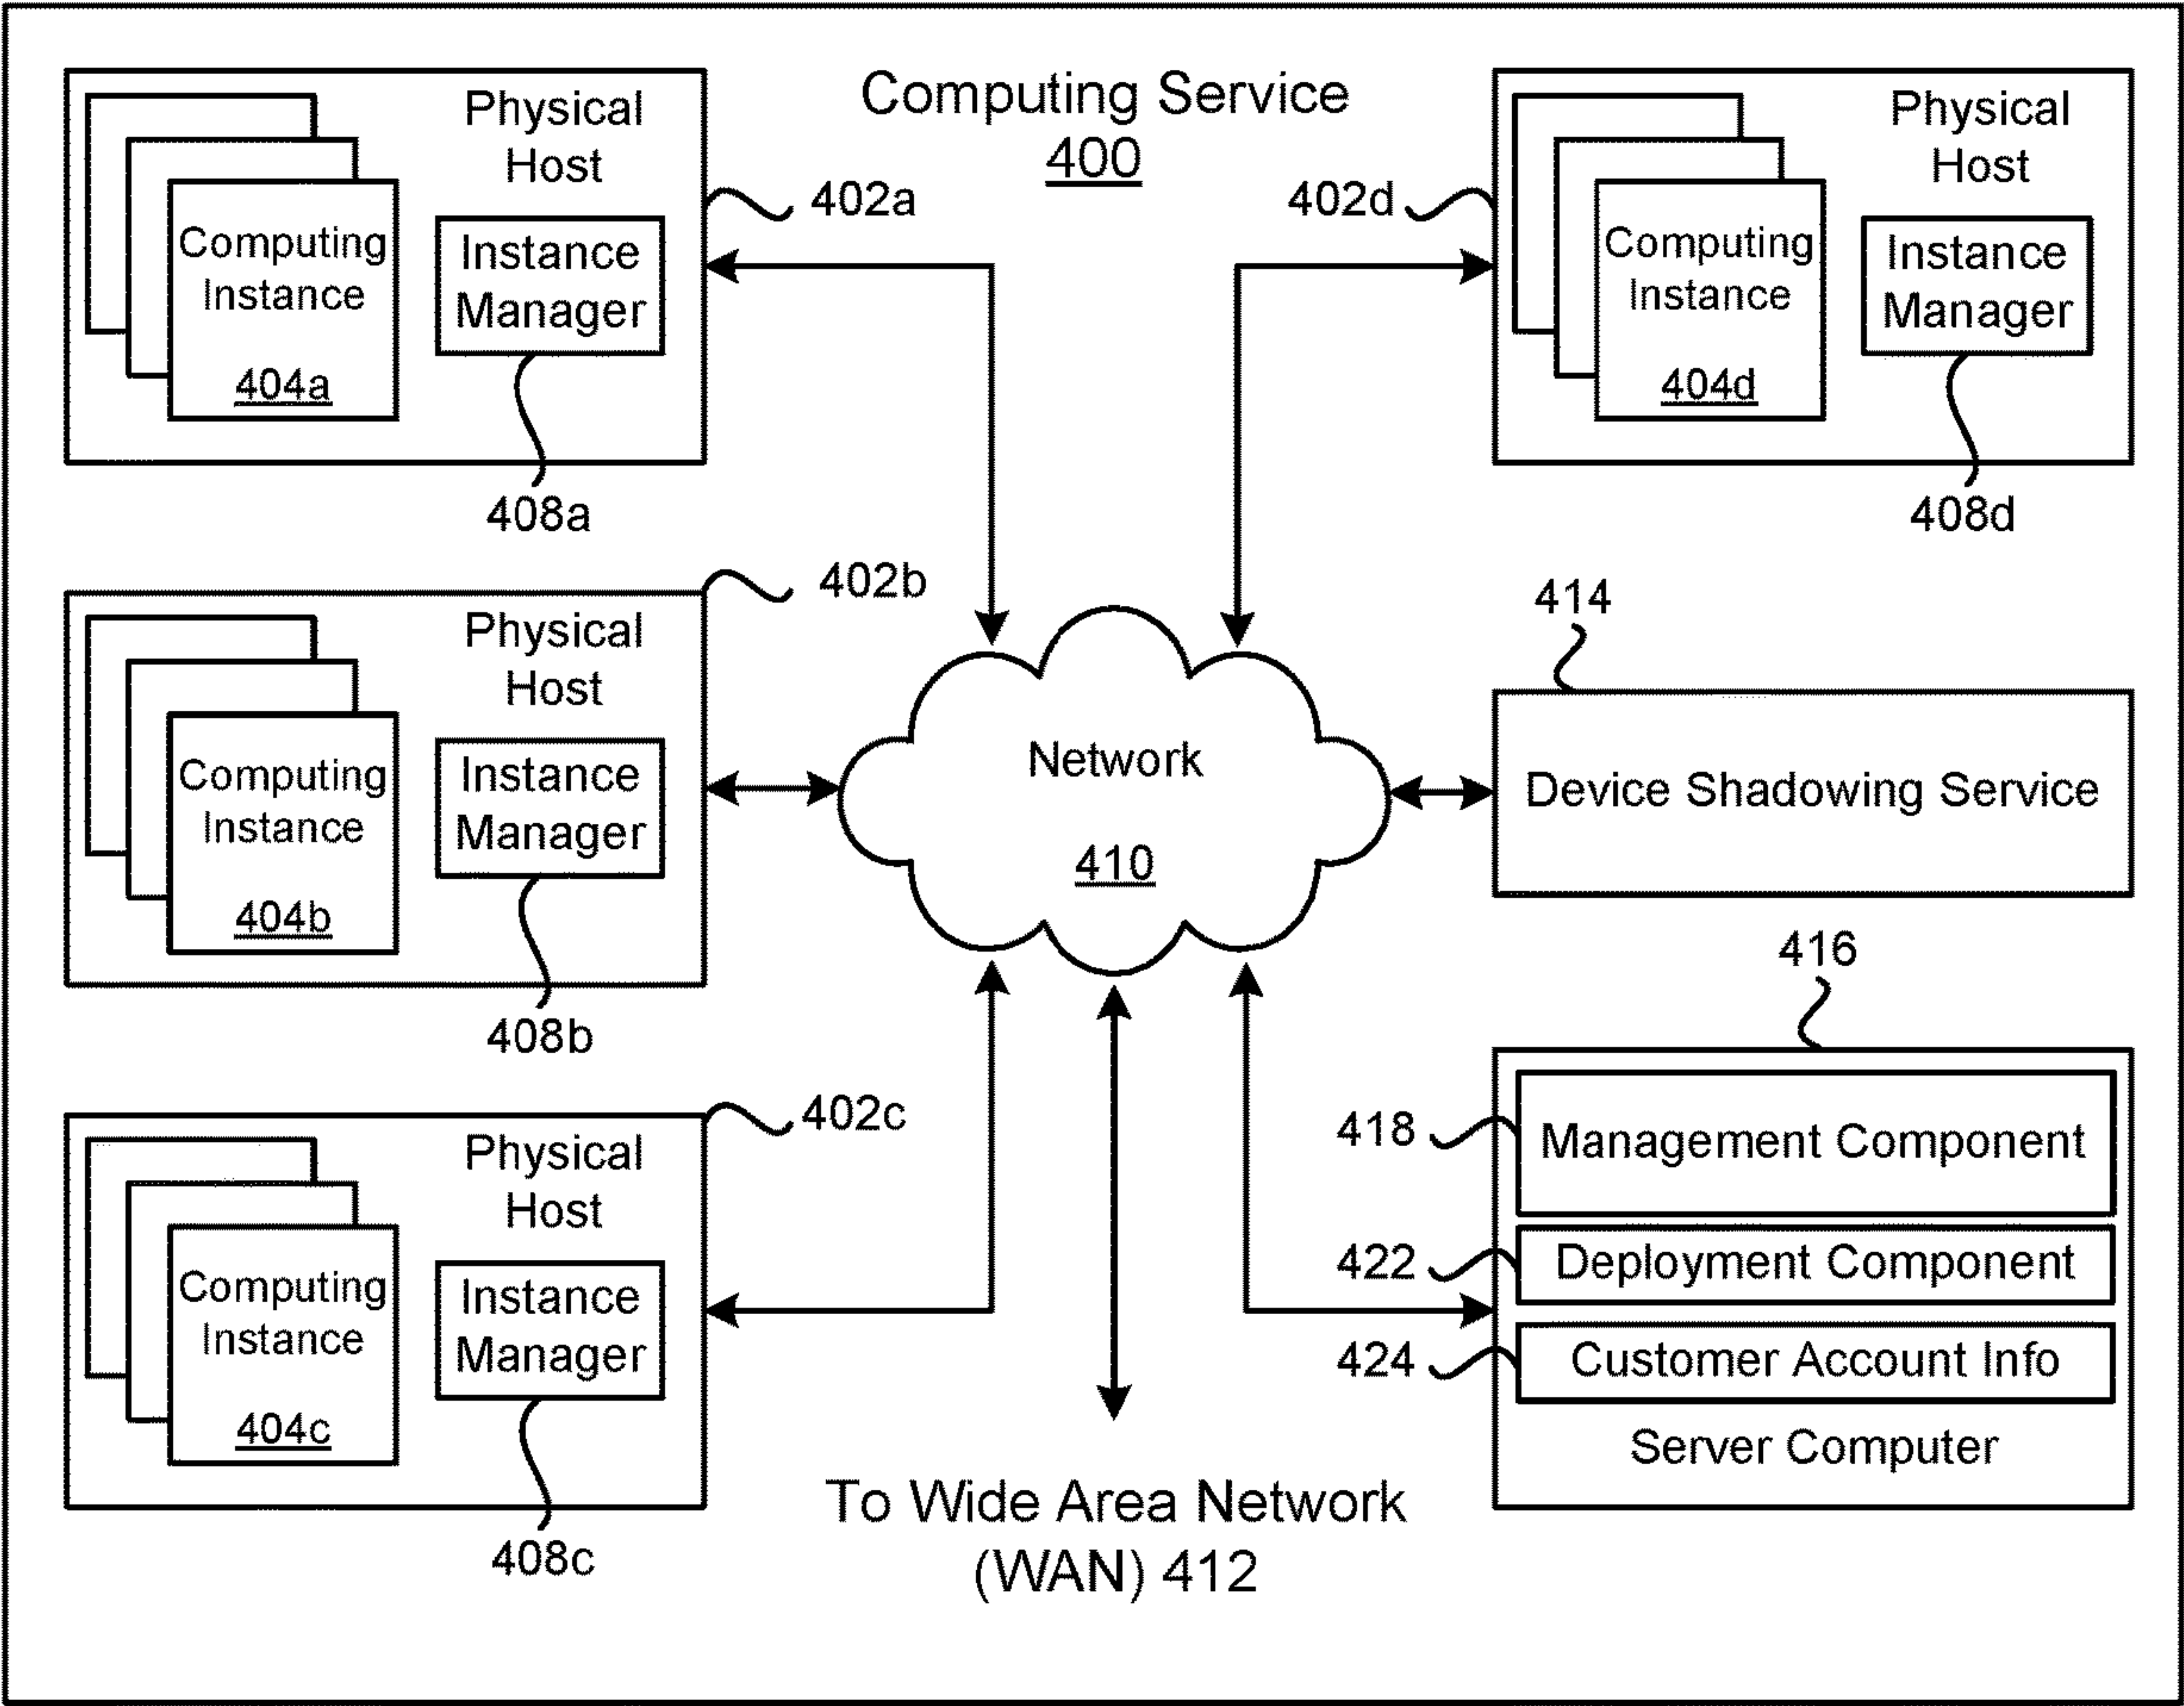 Computing Service
400
Physical
Host
402a
Computing
Instance
404a
Instance
Manager
408a
Physical
Host
402d
Computing
Instance
404d
Instance
Manager
408d
402b
Physical
Host
Computing
Instance
404b
Instance
Manager
408b
Network
410
414
Device Shadowing Service
402c
Physical
Host
Computing
Instance
404c
Instance
Manager
408c
416
418
Management Component
422
Deployment Component
424
Customer Account Info
Server Computer
To Wide Area Network
(WAN) 412